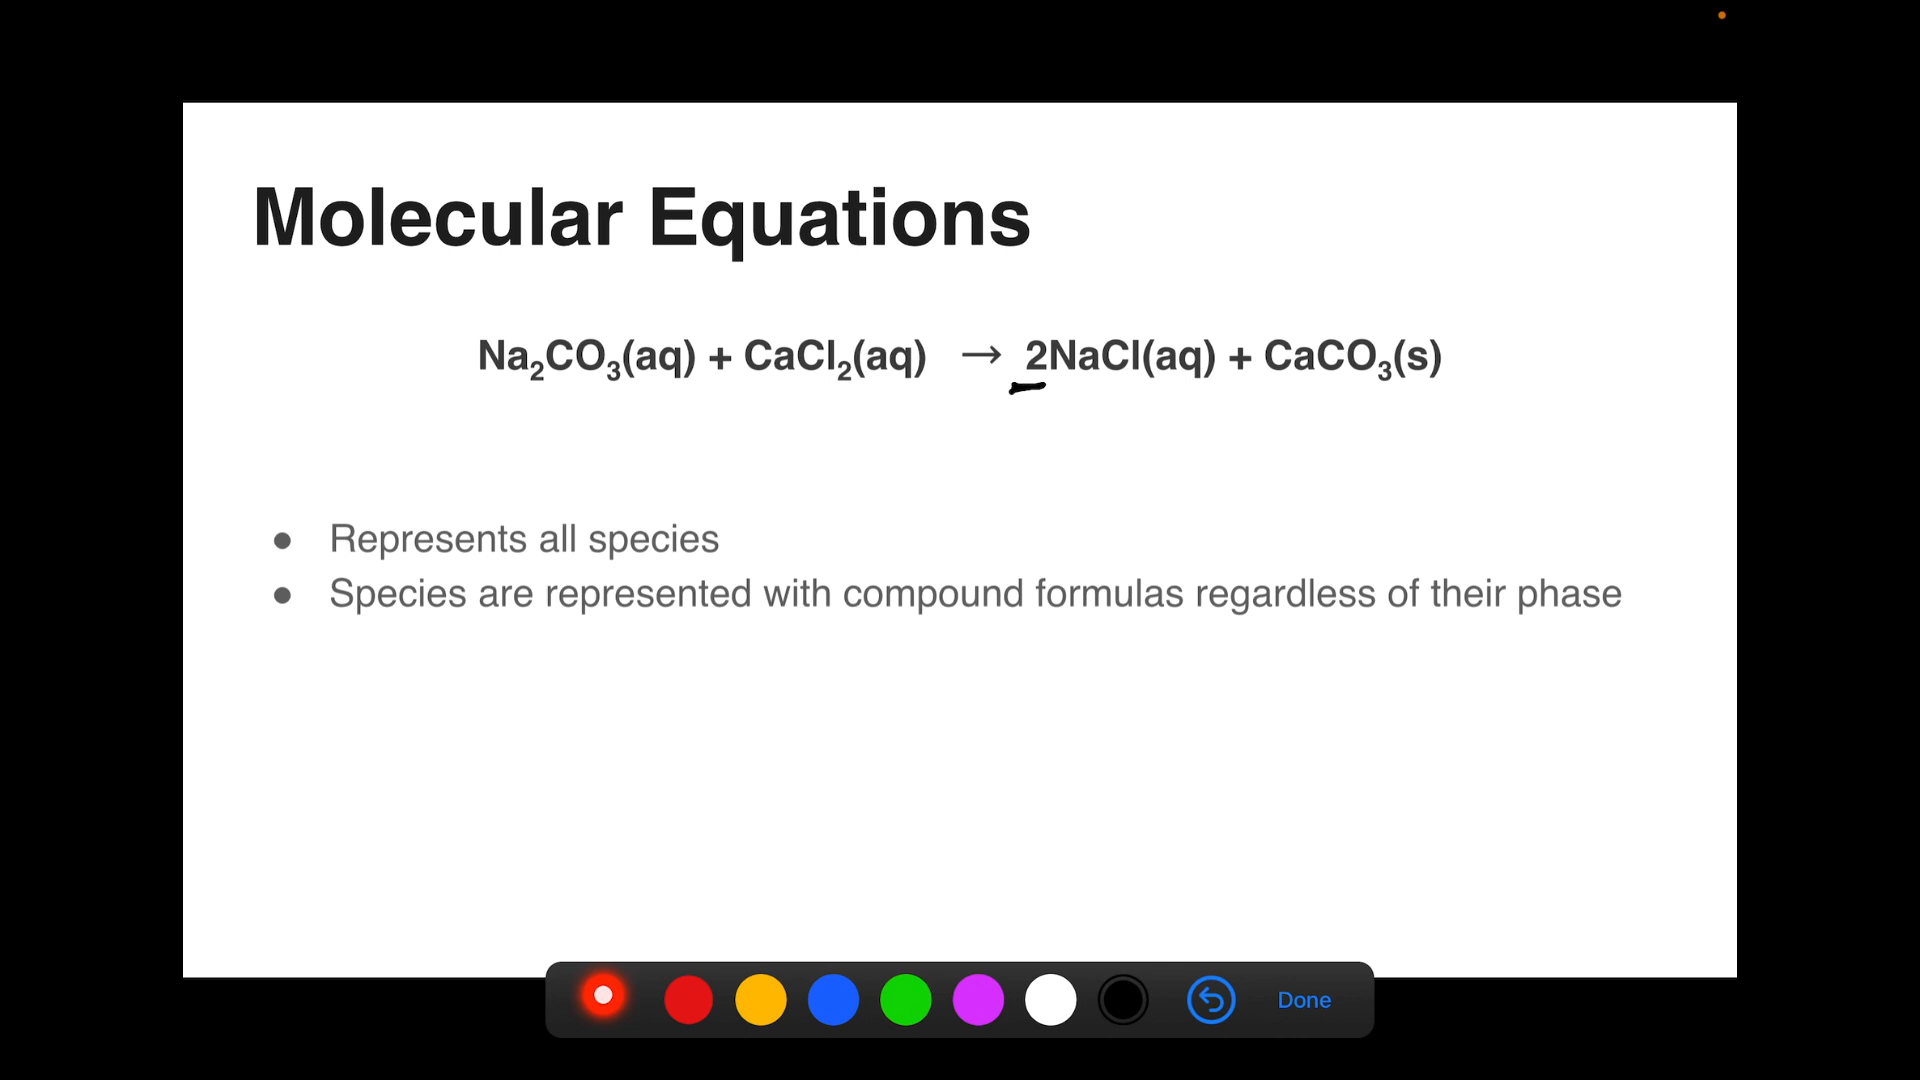 Molecular Equations
Na₂CO₃(aq) + CaCl₂(aq) → 2NaCl(aq) + CaCO₃(s)
● Represents all species
● Species are represented with compound formulas regardless of their phase
Done